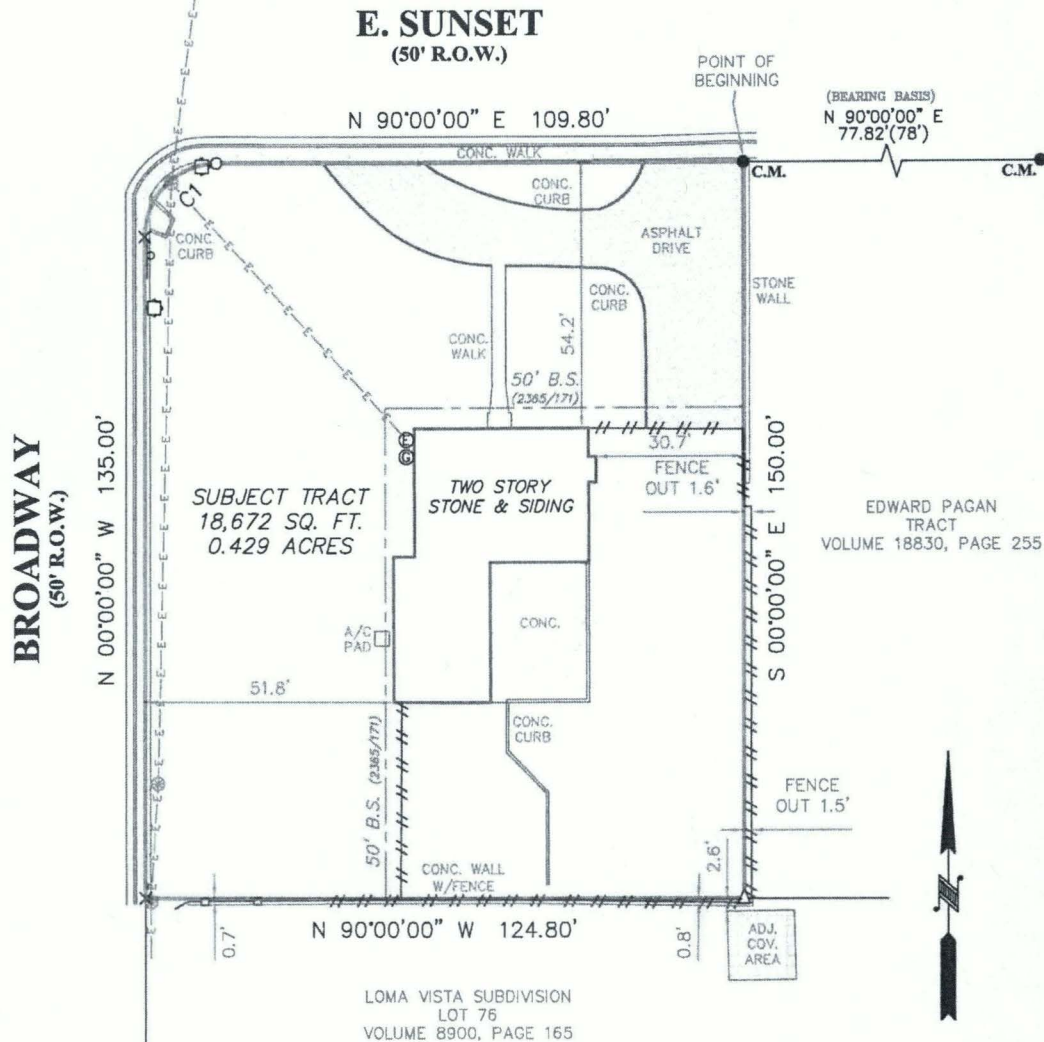 E. SUNSET
(50' R.O.W.)
POINT OF
BEGINNING
(BEARING BASIS)
N 90°00'00" E
77.82'(78')
N 90°00'00" E 109.80'
CONC. WALK
C.M.
C.M.
C1
CONC.
CURB
CONC.
CURB
ASPHALT
DRIVE
CONC.
CURB
STONE
WALL
CONC.
WALK
54.2'
50' B.S.
(2365/171)
BROADWAY
(50' R.O.W.)
N 00°00'00" W 135.00'
E
G
30.7'
FENCE
OUT 1.6'
SUBJECT TRACT
18,672 SQ. FT.
0.429 ACRES
TWO STORY
STONE & SIDING
S 00°00'00" E 150.00'
EDWARD PAGAN
TRACT
VOLUME 18830, PAGE 255
A/C
PAD
CONC.
51.8'
50' B.S. (2365/171)
CONC.
CURB
FENCE
OUT 1.5'
2.6'
CONC. WALL
W/FENCE
N 90°00'00" W 124.80'
0.7'
0.8'
ADJ.
COV.
AREA
N
LOMA VISTA SUBDIVISION
LOT 76
VOLUME 8900, PAGE 165